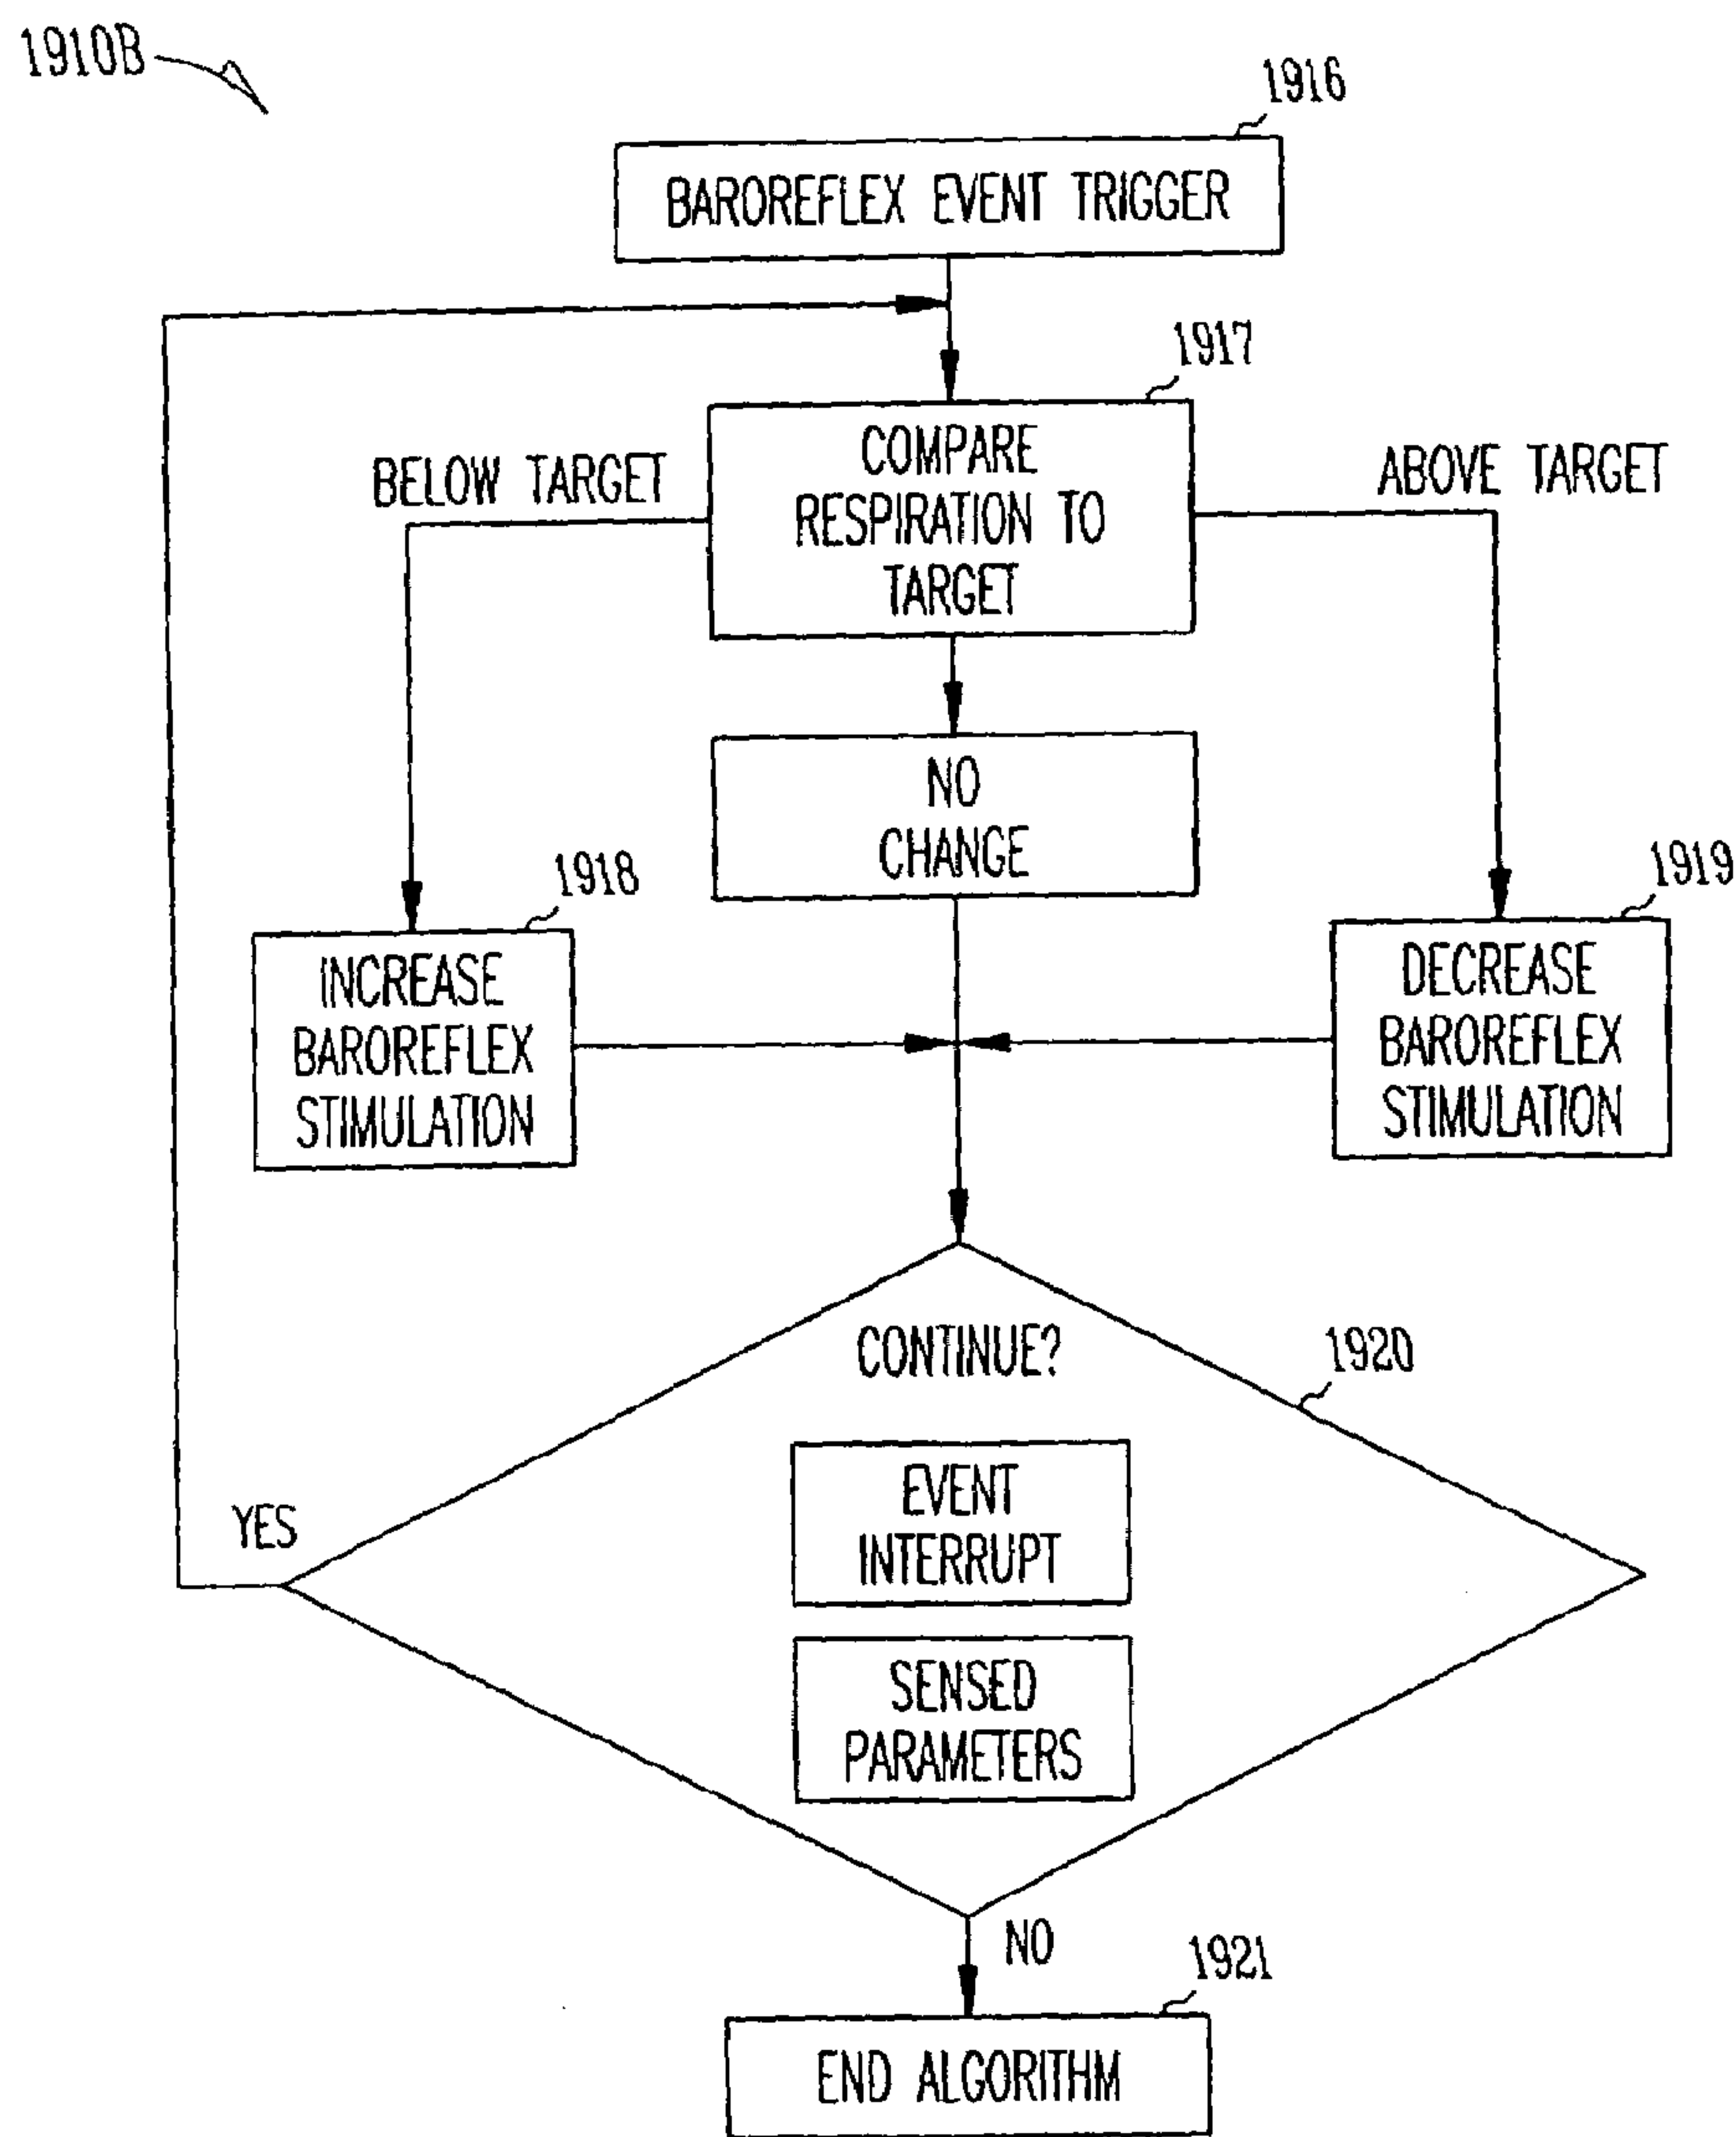 1910B
1916
BAROREFLEX EVENT TRIGGER
1917
COMPARE
RESPIRATION TO
TARGET
BELOW TARGET
ABOVE TARGET
NO
CHANGE
1918
INCREASE
BAROREFLEX
STIMULATION
1919
DECREASE
BAROREFLEX
STIMULATION
CONTINUE?
1920
EVENT
INTERRUPT
YES
SENSED
PARAMETERS
NO
1921
END ALGORITHM